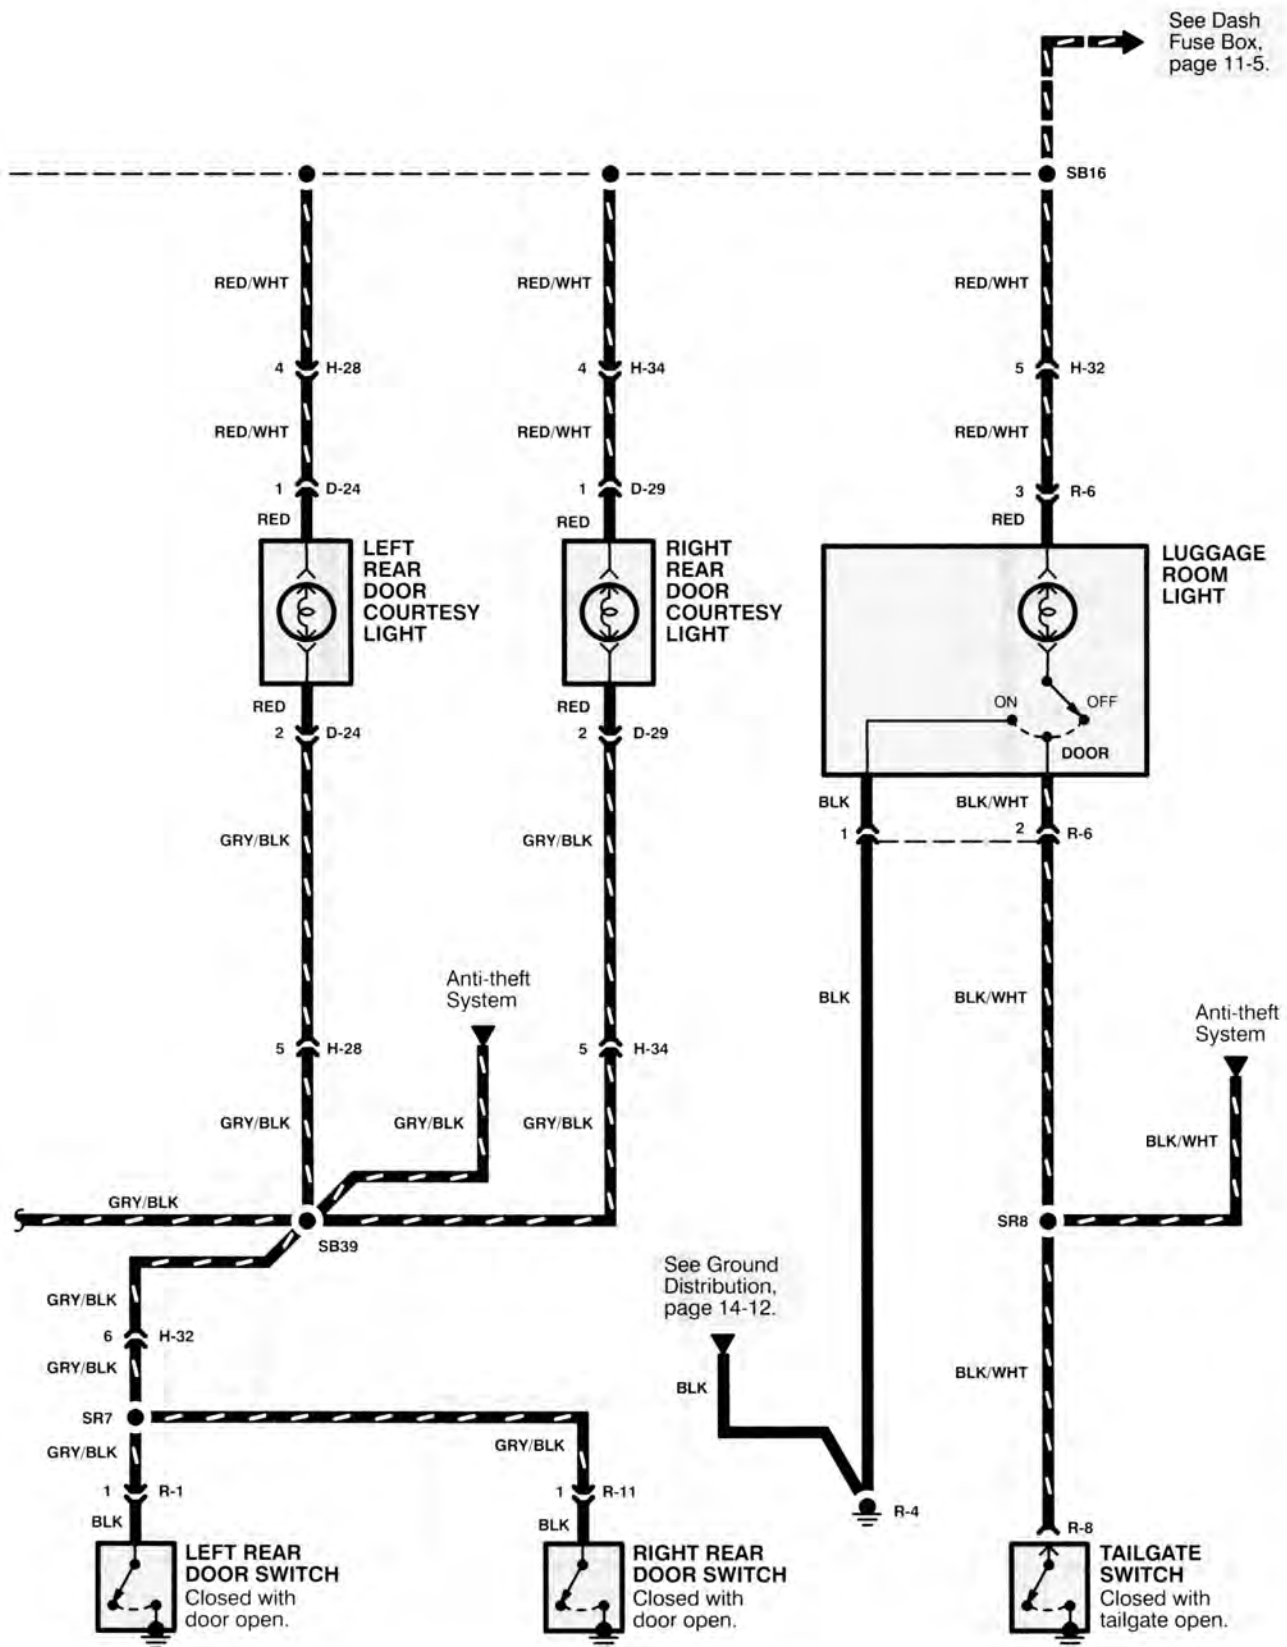 See Dash
Fuse Box,
page 11-5.
SB16
RED/WHT
RED/WHT
RED/WHT
4 H-28
4 H-34
5 H-32
RED/WHT
RED/WHT
RED/WHT
1 D-24
1 D-29
3 R-6
RED
RED
RED
LEFT
REAR
DOOR
COURTESY
LIGHT
RIGHT
REAR
DOOR
COURTESY
LIGHT
LUGGAGE
ROOM
LIGHT
ON
OFF
DOOR
RED
RED
2 D-24
2 D-29
BLK
BLK/WHT
1
2 R-6
GRY/BLK
GRY/BLK
Anti-theft
System
BLK
BLK/WHT
Anti-theft
System
5 H-28
5 H-34
GRY/BLK
GRY/BLK
GRY/BLK
BLK/WHT
GRY/BLK
SB39
SR8
See Ground
Distribution,
page 14-12.
GRY/BLK
6 H-32
GRY/BLK
BLK
BLK/WHT
SR7
GRY/BLK
GRY/BLK
1 R-1
1 R-11
R-4
BLK
BLK
R-8
LEFT REAR
DOOR SWITCH
Closed with
door open.
RIGHT REAR
DOOR SWITCH
Closed with
door open.
TAILGATE
SWITCH
Closed with
tailgate open.